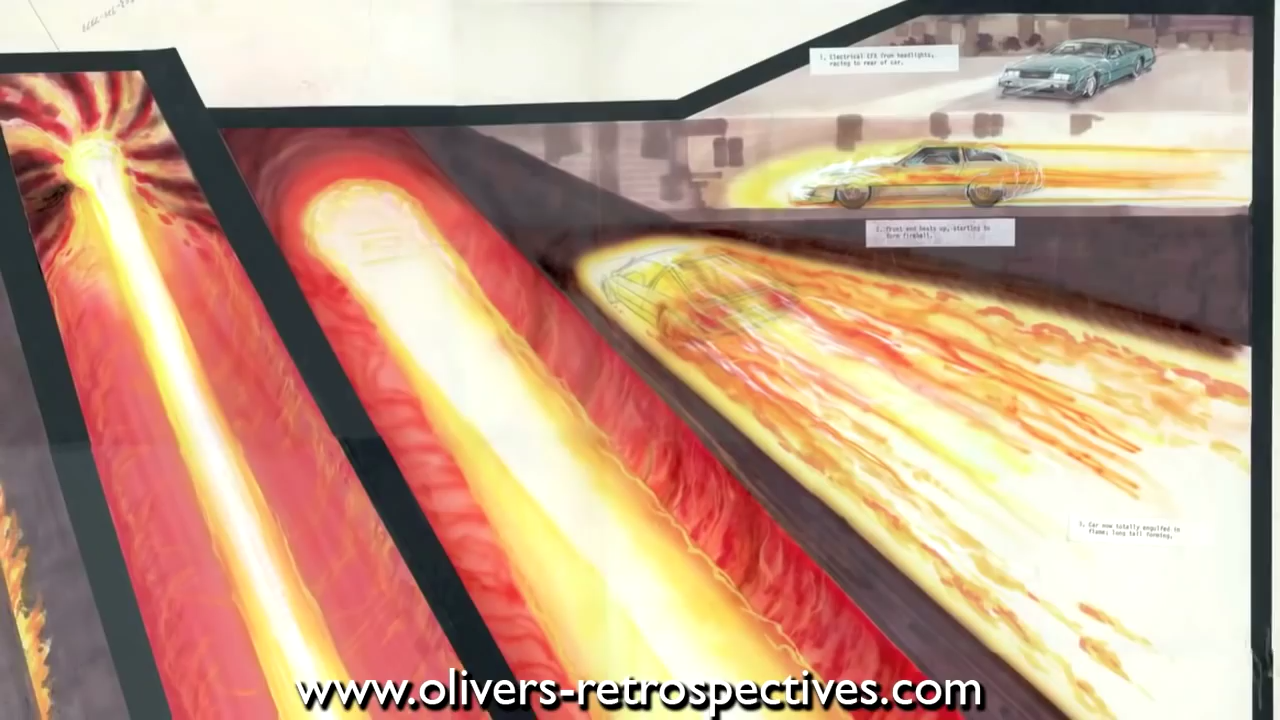 1. Electrical EFX from headlights,
racing to rear of car.
2. Front end heats up, starting to
form fireball.
3. Car now totally engulfed in
flame; long tail forming.
www.olivers-retrospectives.com